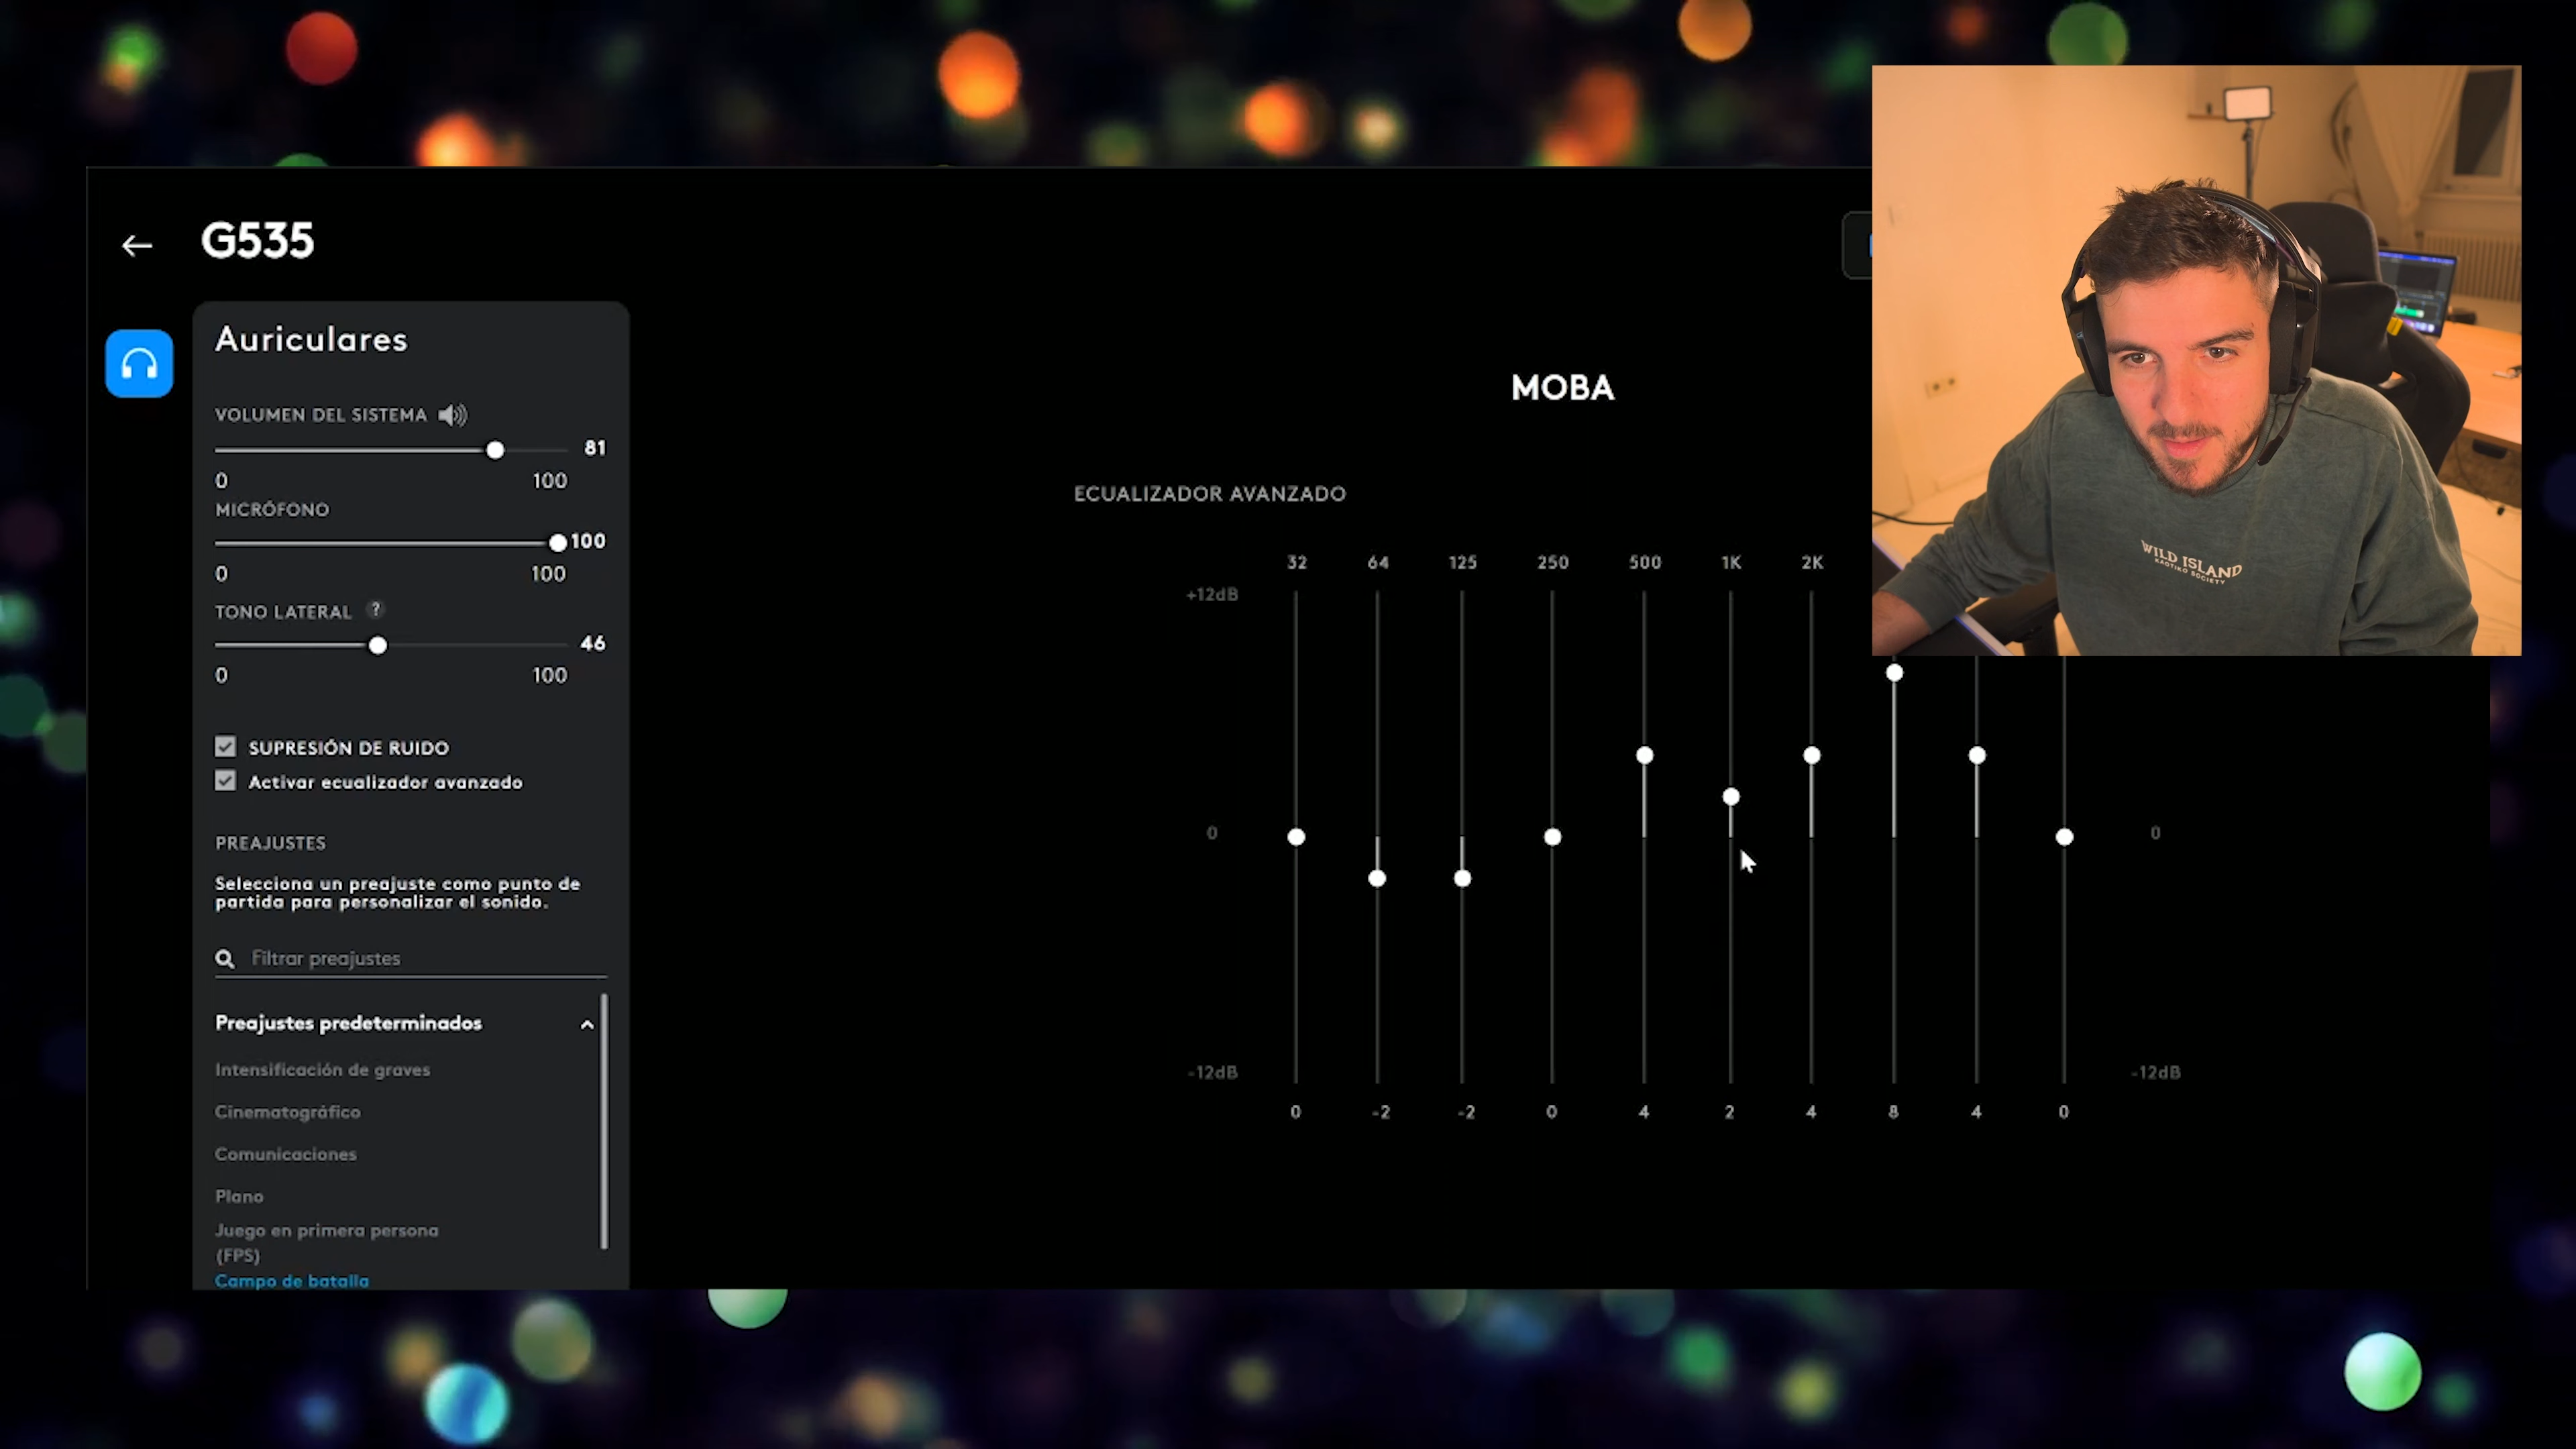 G535
Auriculares
VOLUMEN DEL SISTEMA
81
0 100
MICRÓFONO
100
0 100
TONO LATERAL ?
46
0 100
SUPRESIÓN DE RUIDO
Activar ecualizador avanzado
PREAJUSTES
Selecciona un preajuste como punto de
partida para personalizar el sonido.
Filtrar preajustes
Preajustes predeterminados
Intensificación de graves
Cinematográfico
Comunicaciones
Plano
Juego en primera persona
(FPS)
Campo de batalla
MOBA
ECUALIZADOR AVANZADO
32 64 125 250 500 1K 2K
+12dB
0 0
-12dB -12dB
0 -2 -2 0 4 2 4 8 4 0
WILD ISLAND
KAOTIKO SOCIETY